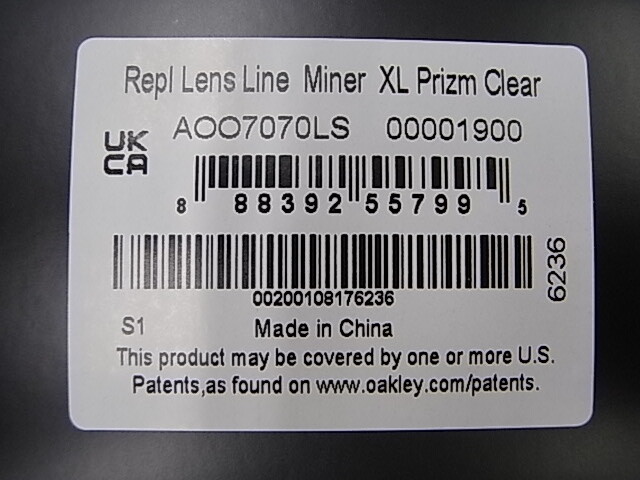 Repl Lens Line Miner XL Prizm Clear
AOO7070LS 00001900
UK
CA
8 88392 55799 5
00200108176236
6236
S1 Made in China
This product may be covered by one or more U.S.
Patents,as found on www.oakley.com/patents.